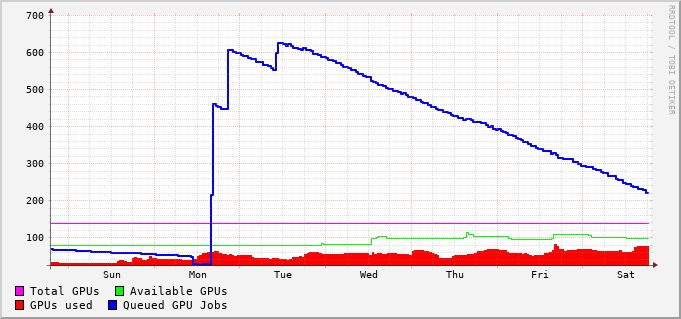 700
600
500
400
300
200
100
Sun Mon Tue Wed Thu Fri Sat
Total GPUs Available GPUs
GPUs used Queued GPU Jobs
RRDTOOL / TOBI OETIKER